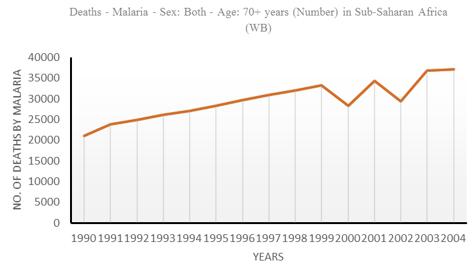 Deaths - Malaria - Sex: Both - Age: 70+ years (Number) in Sub-Saharan Africa
(WB)
40000
35000
30000
25000
20000
15000
10000
5000
0
NO. OF DEATHS BY MALARIA
1990 1991 1992 1993 1994 1995 1996 1997 1998 1999 2000 2001 2002 2003 2004
YEARS